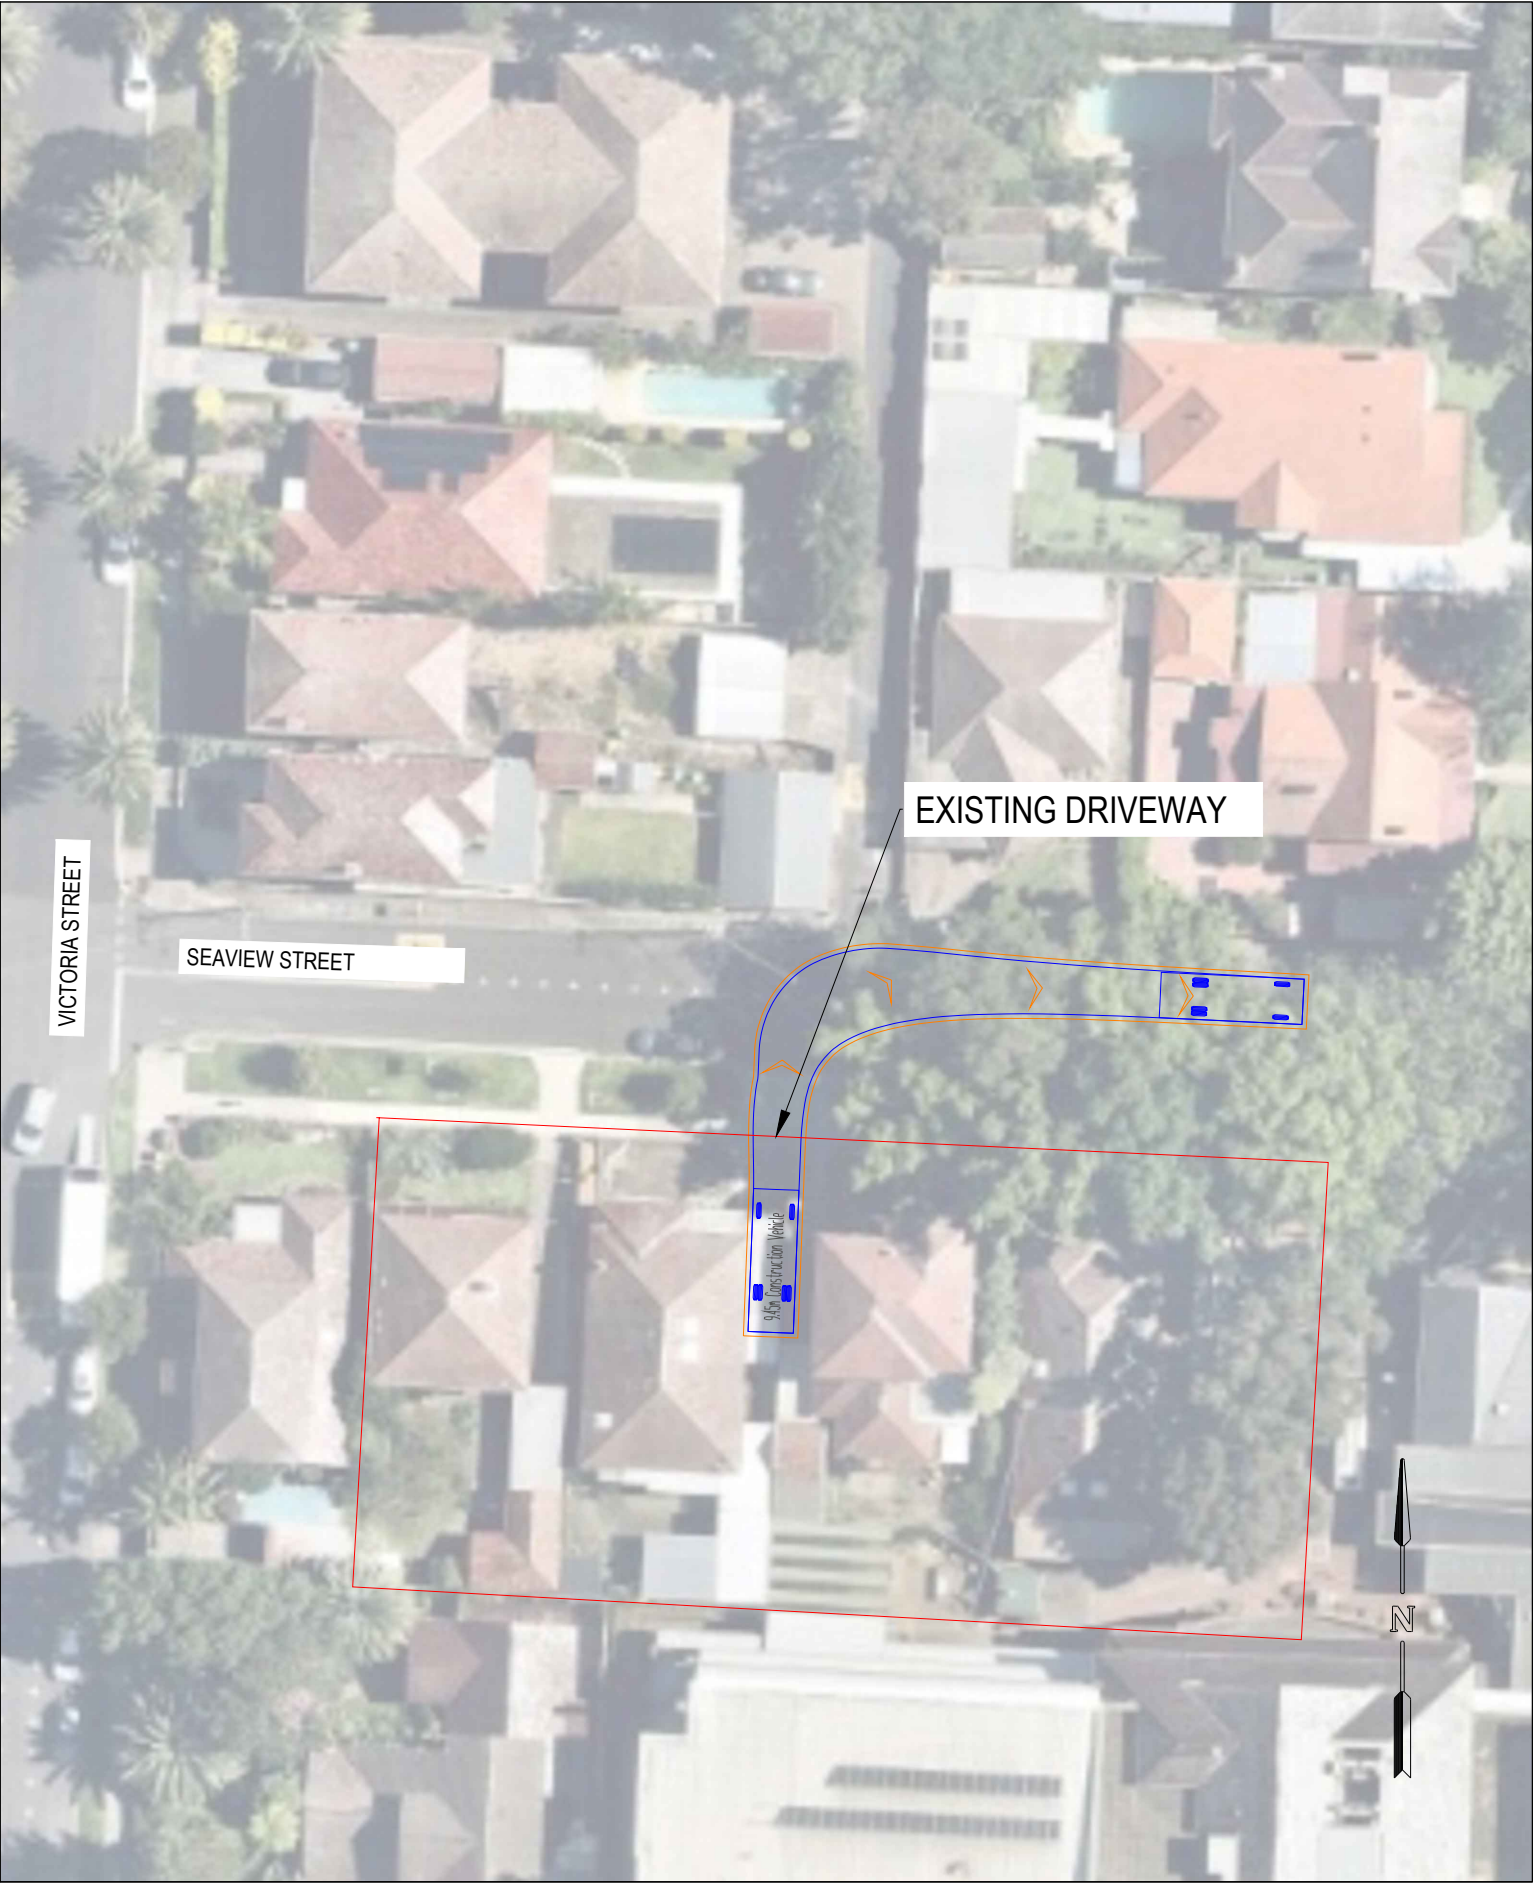 EXISTING DRIVEWAY
VICTORIA STREET
SEAVIEW STREET
9.45m Construction Vehicle
N